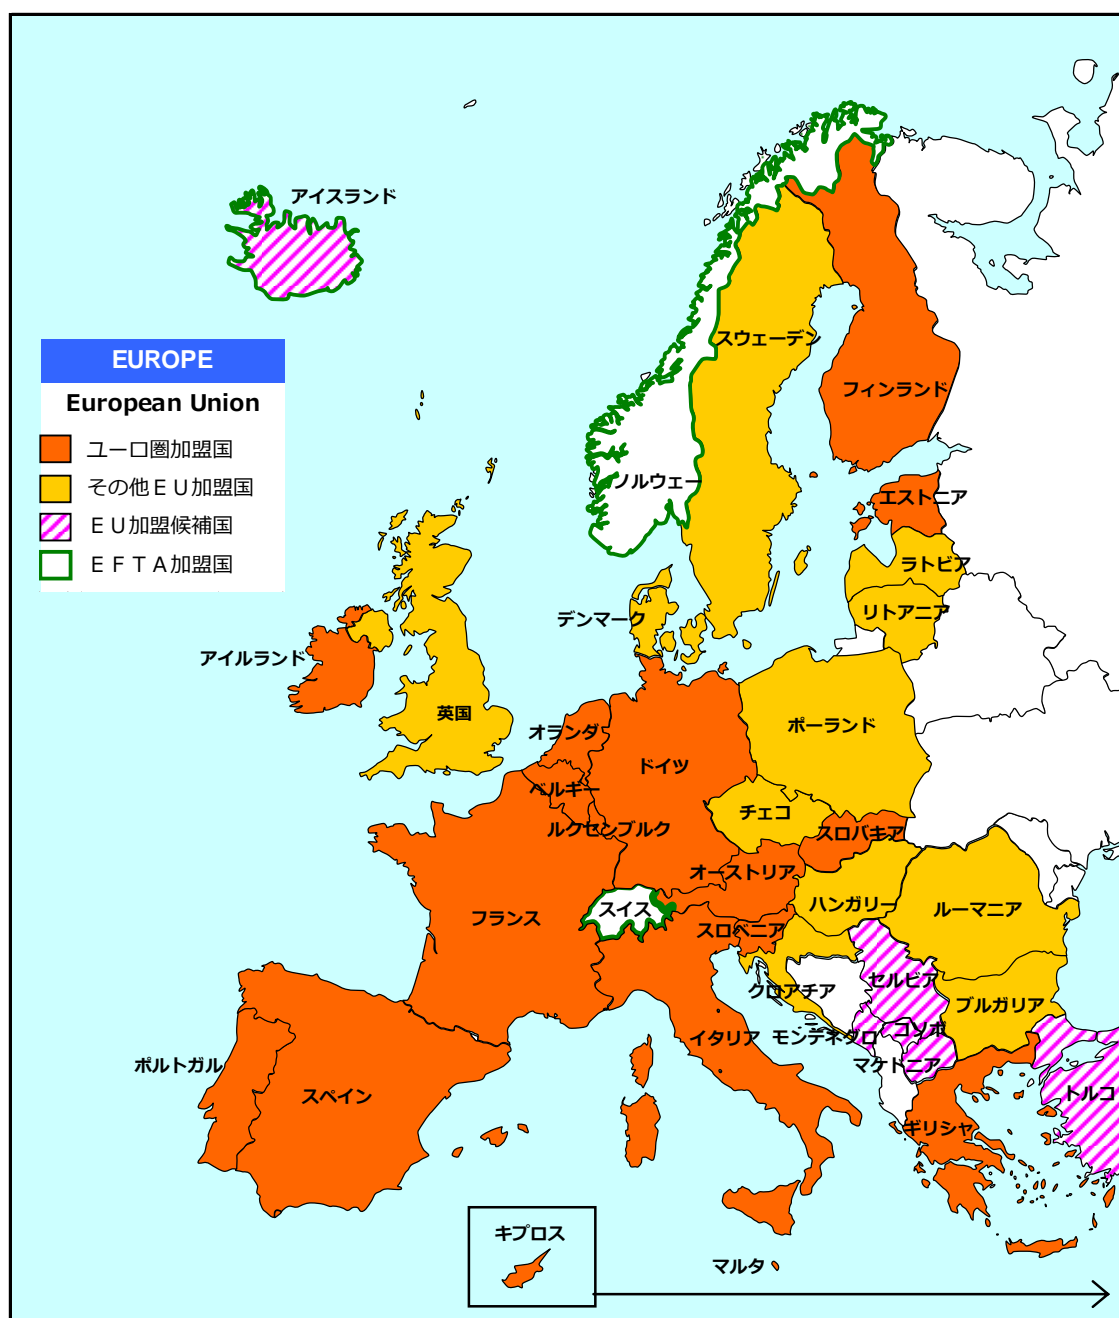 アイスランド
EUROPE
European Union
ユーロ圏加盟国
その他ＥＵ加盟国
ＥＵ加盟候補国
ＥＦＴＡ加盟国
スウェーデン
フィンランド
ノルウェー
エストニア
ラトビア
リトアニア
デンマーク
アイルランド
英国
オランダ
ポーランド
ドイツ
ベルギー
チェコ
ルクセンブルク
スロバキア
オーストリア
フランス
スイス
ハンガリー
ルーマニア
スロベニア
セルビア
クロアチア
ブルガリア
イタリア
モンテネグロ
コソボ
ポルトガル
マケドニア
スペイン
トルコ
ギリシャ
キプロス
マルタ